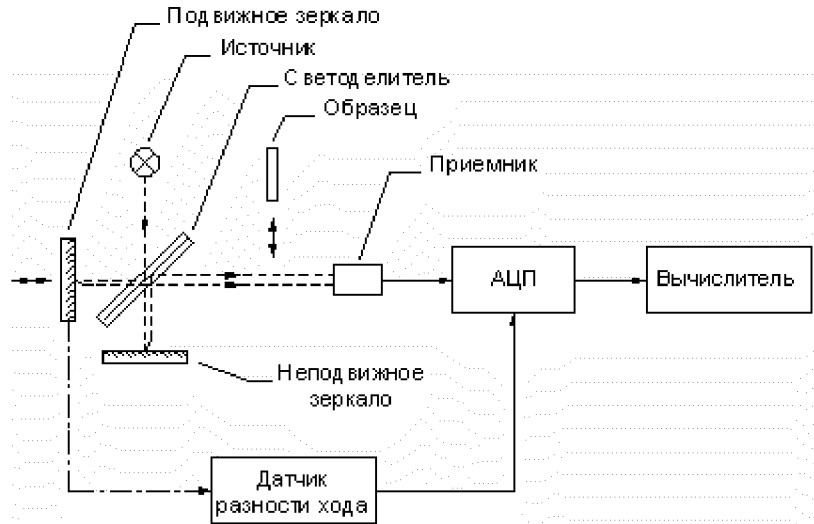 Подвижное зеркало
Источник
Светоделитель
Образец
Приемник
АЦП
Вычислитель
Неподвижное
зеркало
Датчик
разности хода